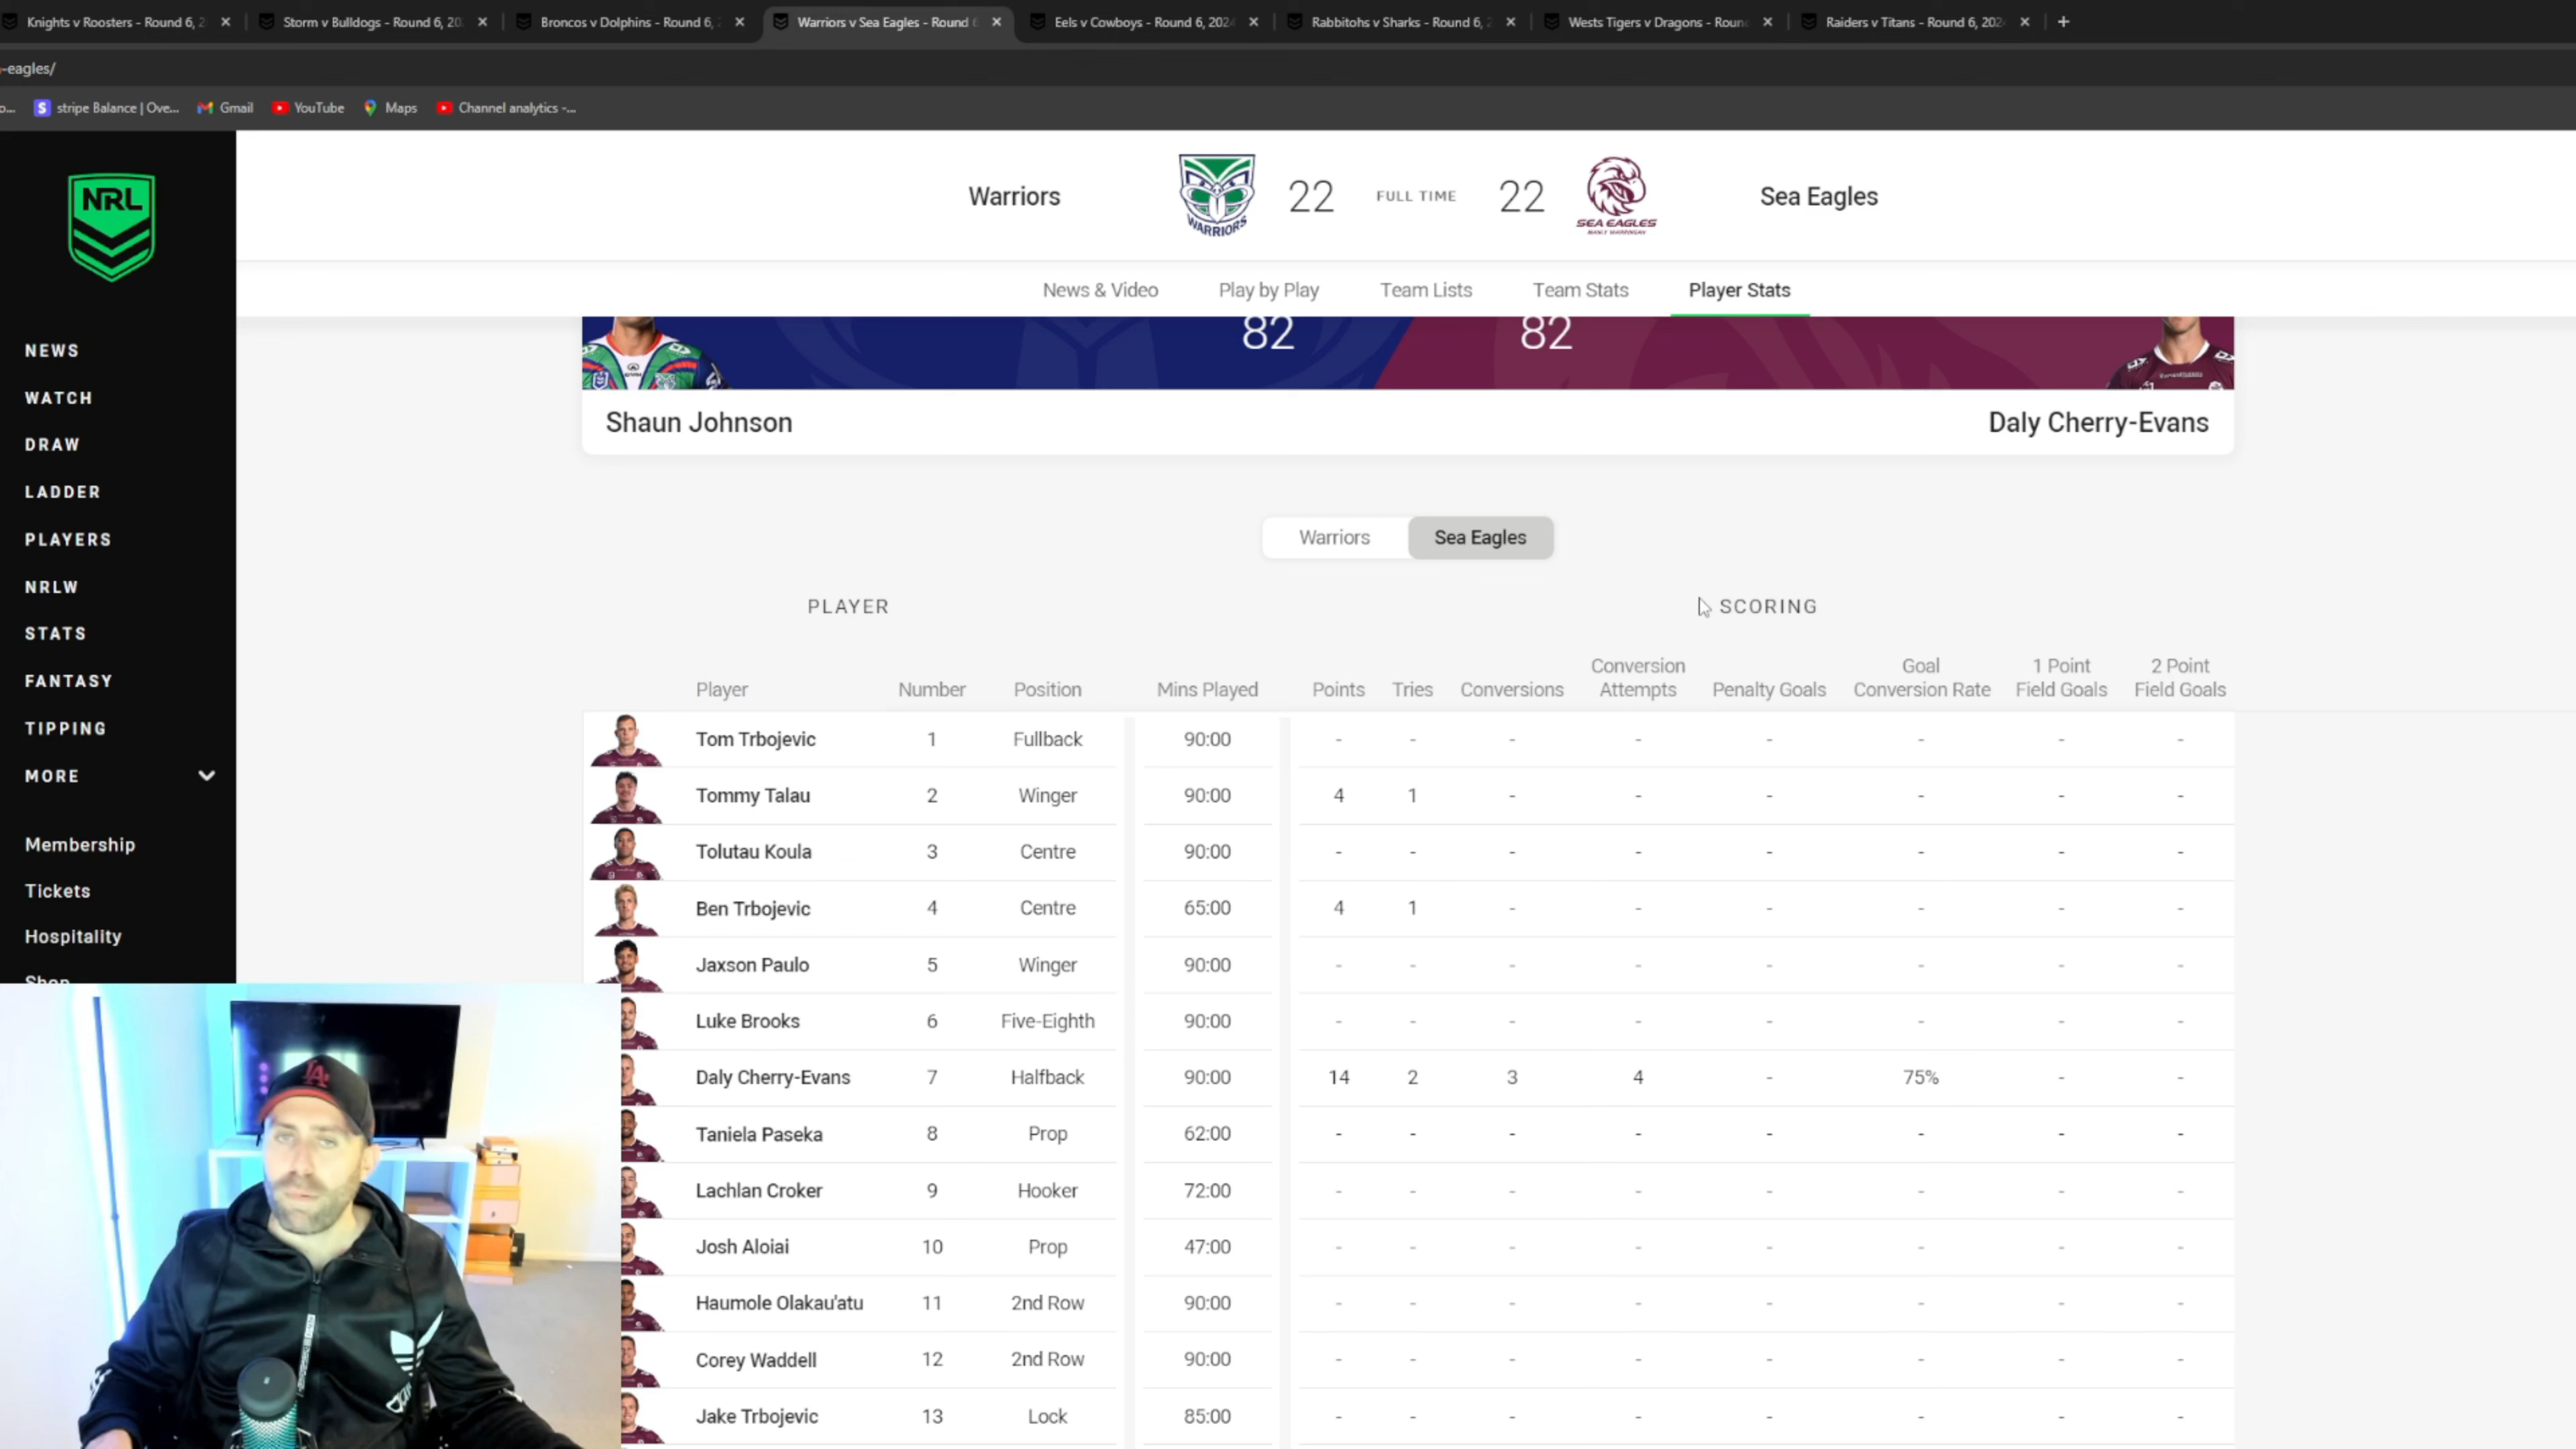 Knights v Roosters - Round 6, 2
Storm v Bulldogs - Round 6, 20
Broncos v Dolphins - Round 6,
Warriors v Sea Eagles - Round 6
Eels v Cowboys - Round 6, 2024
Rabbitohs v Sharks - Round 6, 2
Wests Tigers v Dragons - Roun
Raiders v Titans - Round 6, 202
-eagles/
o...
stripe Balance | Ove...
Gmail
YouTube
Maps
Channel analytics -...
NRL
NEWS
WATCH
DRAW
LADDER
PLAYERS
NRLW
STATS
FANTASY
TIPPING
MORE
Membership
Tickets
Hospitality
Shop
Warriors
WARRIORS
22
FULL TIME
22
SEA EAGLES
MANLY WARRINGAH
Sea Eagles
News & Video
Play by Play
Team Lists
Team Stats
Player Stats
82
82
Shaun Johnson
Daly Cherry-Evans
Warriors
Sea Eagles
PLAYER
SCORING
Player Number Position Mins Played Points Tries Conversions Conversion Attempts Penalty Goals Goal Conversion Rate 1 Point Field Goals 2 Point Field Goals
Tom Trbojevic 1 Fullback 90:00 - - - - - - - -
Tommy Talau 2 Winger 90:00 4 1 - - - - - -
Tolutau Koula 3 Centre 90:00 - - - - - - - -
Ben Trbojevic 4 Centre 65:00 4 1 - - - - - -
Jaxson Paulo 5 Winger 90:00 - - - - - - - -
Luke Brooks 6 Five-Eighth 90:00 - - - - - - - -
Daly Cherry-Evans 7 Halfback 90:00 14 2 3 4 - 75% - -
Taniela Paseka 8 Prop 62:00 - - - - - - - -
Lachlan Croker 9 Hooker 72:00 - - - - - - - -
Josh Aloiai 10 Prop 47:00 - - - - - - - -
Haumole Olakau'atu 11 2nd Row 90:00 - - - - - - - -
Corey Waddell 12 2nd Row 90:00 - - - - - - - -
Jake Trbojevic 13 Lock 85:00 - - - - - - - -
LA